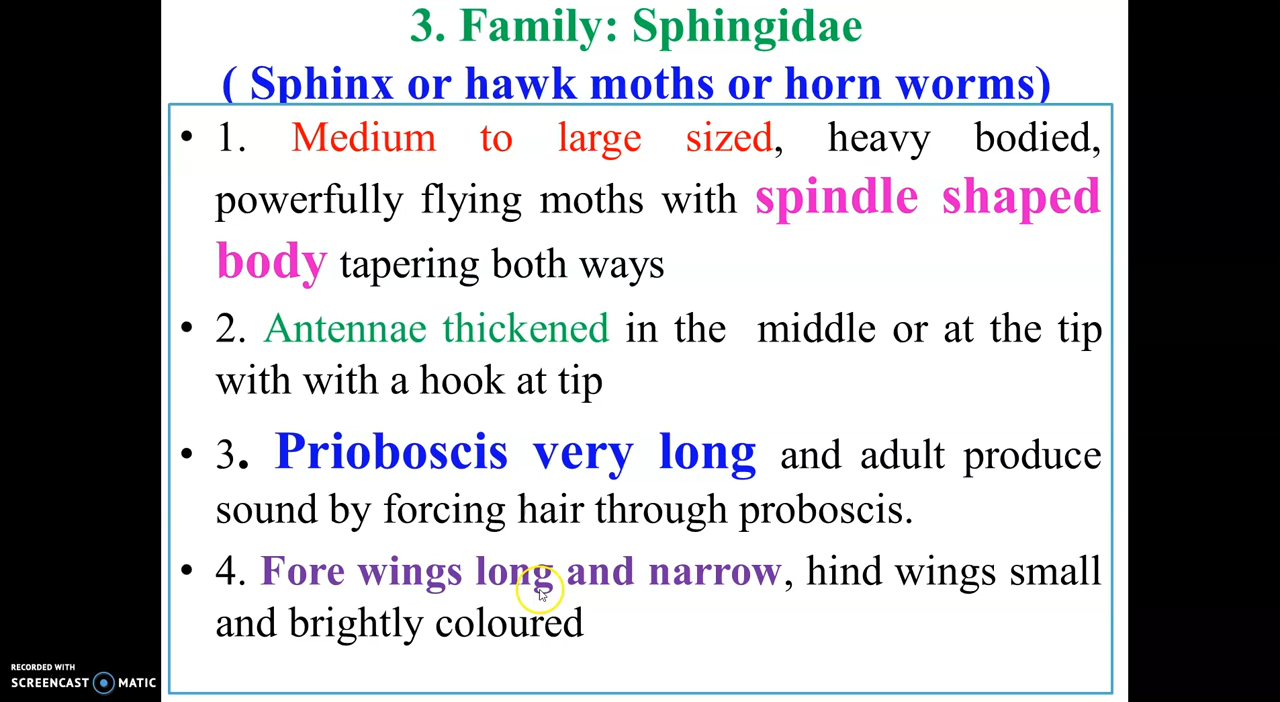 3. Family: Sphingidae
( Sphinx or hawk moths or horn worms)
• 1. Medium to large sized, heavy bodied,
powerfully flying moths with spindle shaped
body tapering both ways
• 2. Antennae thickened in the middle or at the tip
with with a hook at tip
• 3. Prioboscis very long and adult produce
sound by forcing hair through proboscis.
• 4. Fore wings long and narrow, hind wings small
and brightly coloured
RECORDED WITH
SCREENCAST MATIC